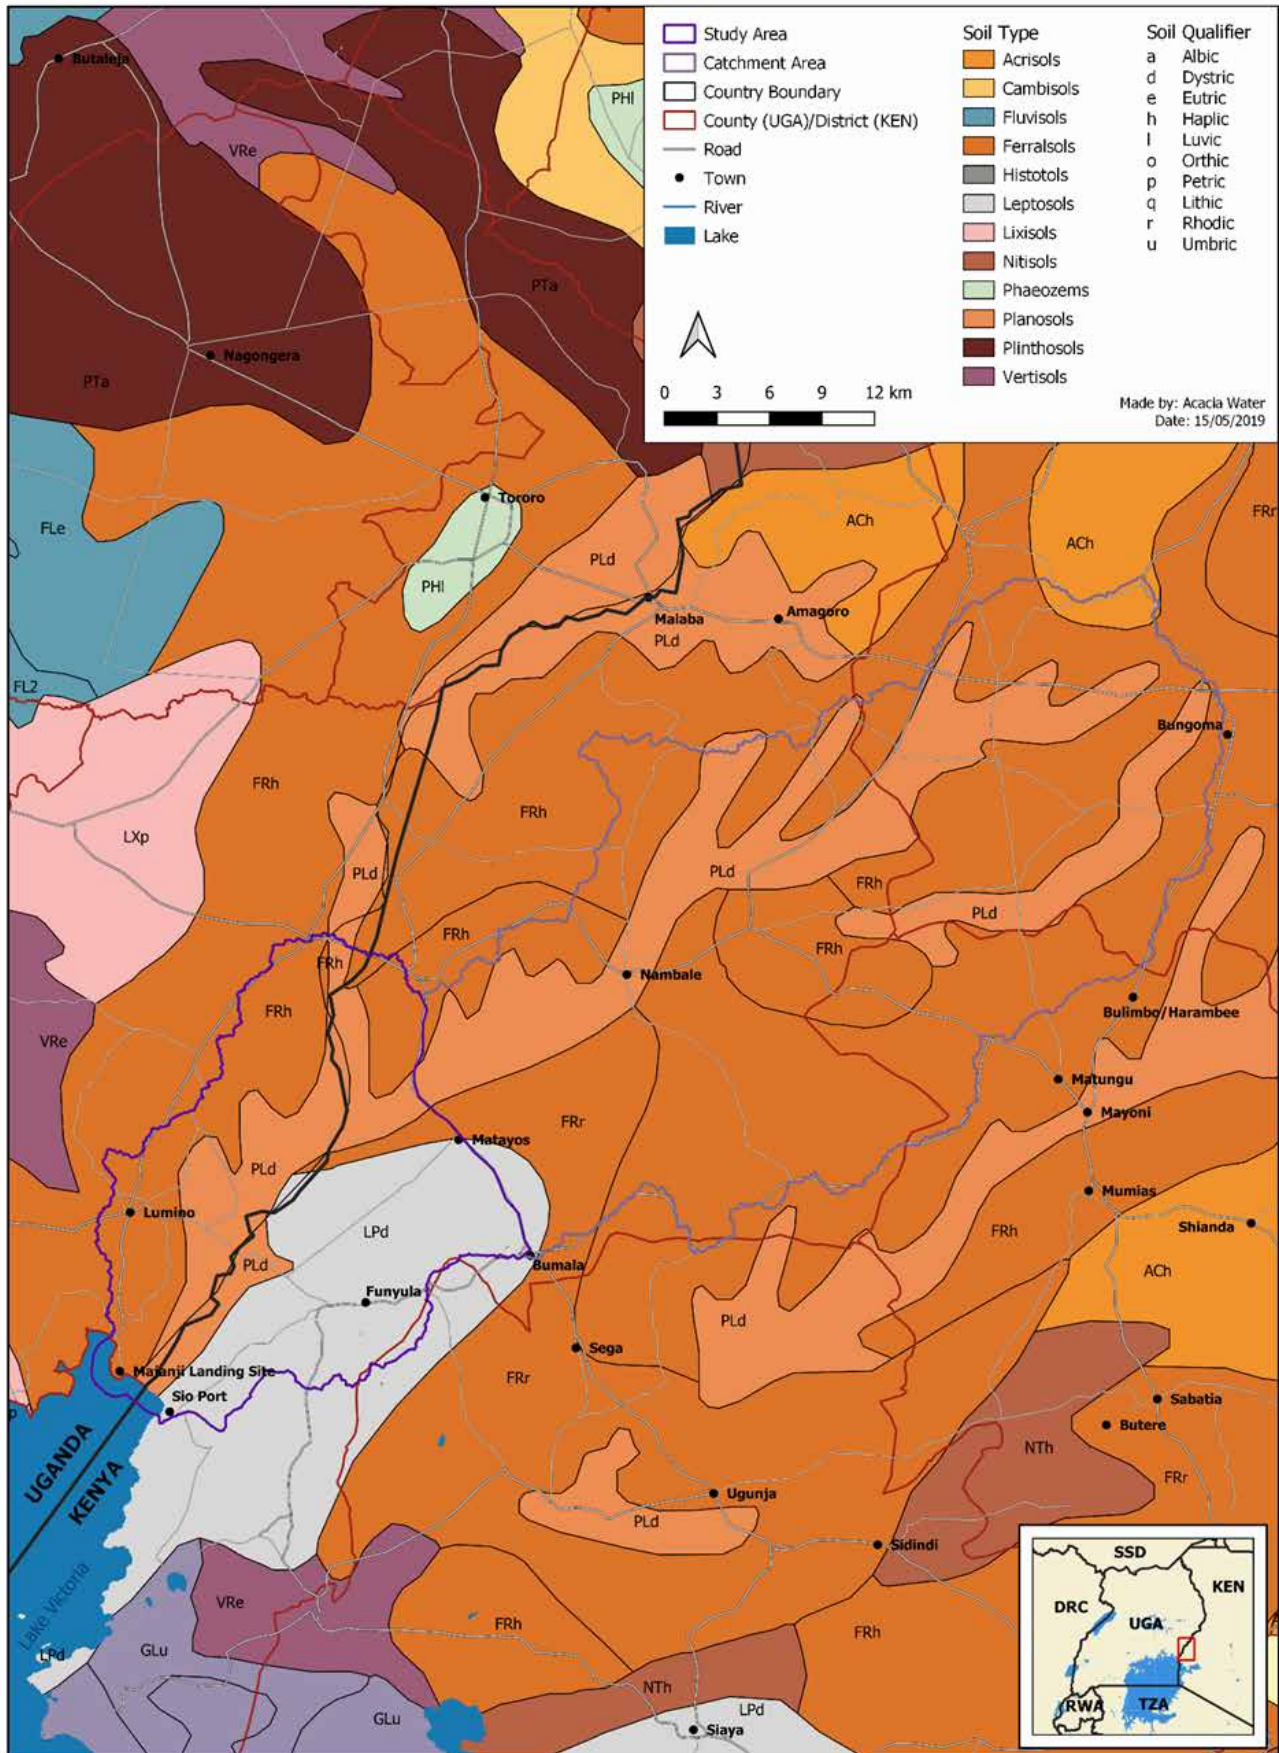 Study Area
Catchment Area
Country Boundary
County (UGA)/District (KEN)
Road
Town
River
Lake
0 3 6 9 12 km
Soil Type
Acrisols
Cambisols
Fluvisols
Ferralsols
Histotols
Leptosols
Lixisols
Nitisols
Phaeozems
Planosols
Plinthosols
Vertisols
Soil Qualifier
a Albic
d Dystric
e Eutric
h Haplic
l Luvic
o Orthic
p Petric
q Lithic
r Rhodic
u Umbric
Made by: Acacia Water
Date: 15/05/2019
Butaleja
PHl
VRe
PTa
Nagongera
PTa
Tororo
FRr
ACh
FLe
ACh
PLd
PHl
Malaba
Amagoro
PLd
FL2
Bungoma
FRh
FRh
LXp
PLd
PLd
FRh
PLd
FRh
FRh
FRh
Nambale
FRh
Bulimbo/Harambee
VRe
Matungu
Mayoni
FRr
Matayos
PLd
Mumias
Lumino
Shianda
LPd
FRh
PLd
Bumala
ACh
Funyula
PLd
Sega
Majanji Landing Site
FRr
Sio Port
Sabatia
p
Butere
UGANDA
KENYA
NTh
FRr
Ugunja
PLd
Sidindi
SSD
KEN
DRC
UGA
RWA
TZA
Lake Victoria
VRe
FRh
FRh
LPd
GLu
NTh
LPd
GLu
Siaya